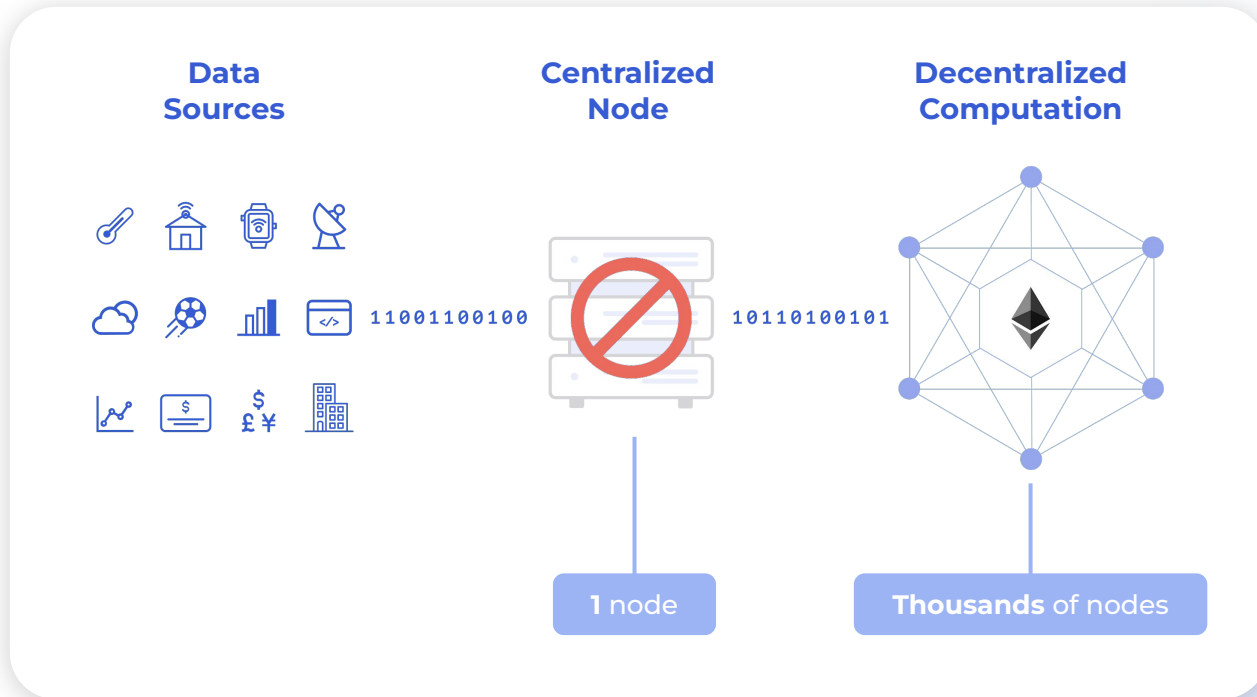 Data
Sources
Centralized
Node
Decentralized
Computation
</>
11001100100
10110100101
$
$
£ ¥
1 node
Thousands of nodes